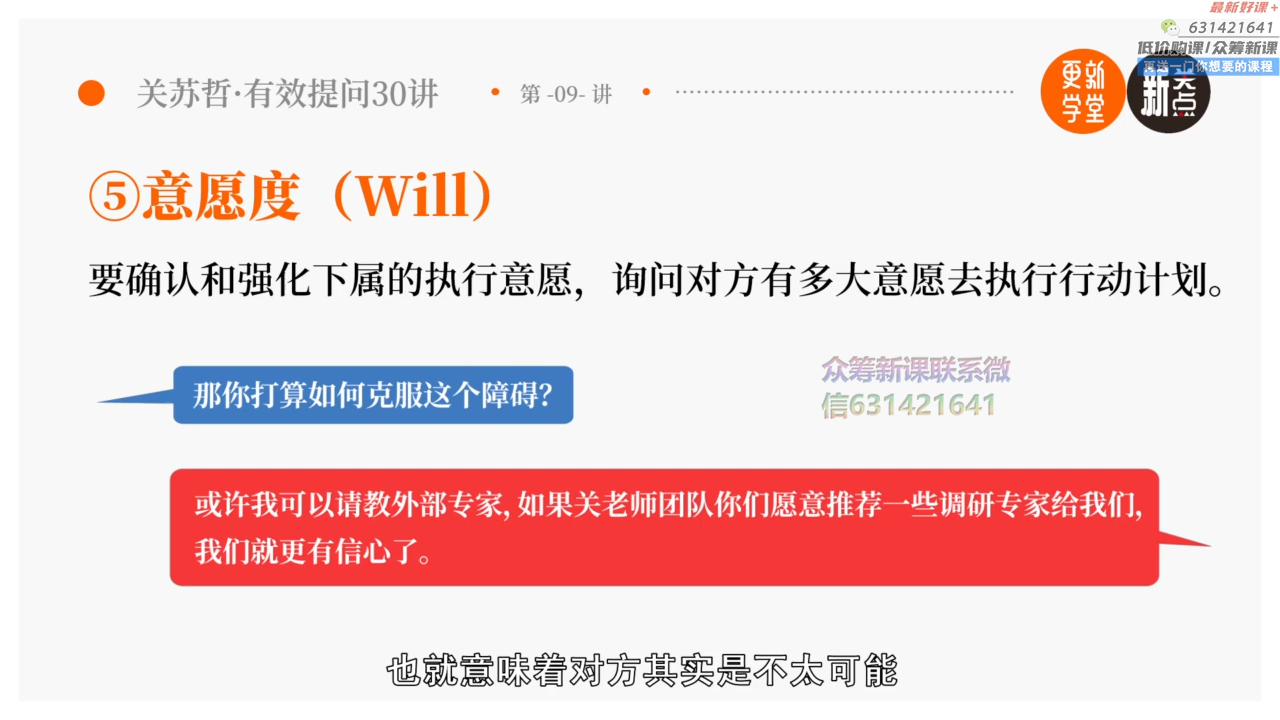 最新好课+
631421641
低价购课/众筹新课
再送一门你想要的课程
关苏哲·有效提问30讲
第 -09- 讲
更新
学堂
新关点
⑤意愿度（Will）
要确认和强化下属的执行意愿，询问对方有多大意愿去执行行动计划。
那你打算如何克服这个障碍？
众筹新课联系微
信631421641
或许我可以请教外部专家, 如果关老师团队你们愿意推荐一些调研专家给我们,
我们就更有信心了。
也就意味着对方其实是不太可能